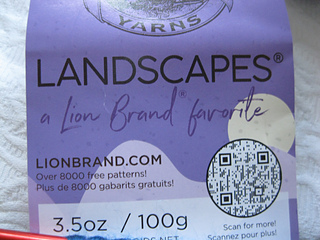 YARNS
LANDSCAPES®
a Lion Brand® favorite
LIONBRAND.COM
Over 8000 free patterns!
Plus de 8000 gabarits gratuits!
3.5oz / 100g
Scan for more!
Scannez pour plus!
NET